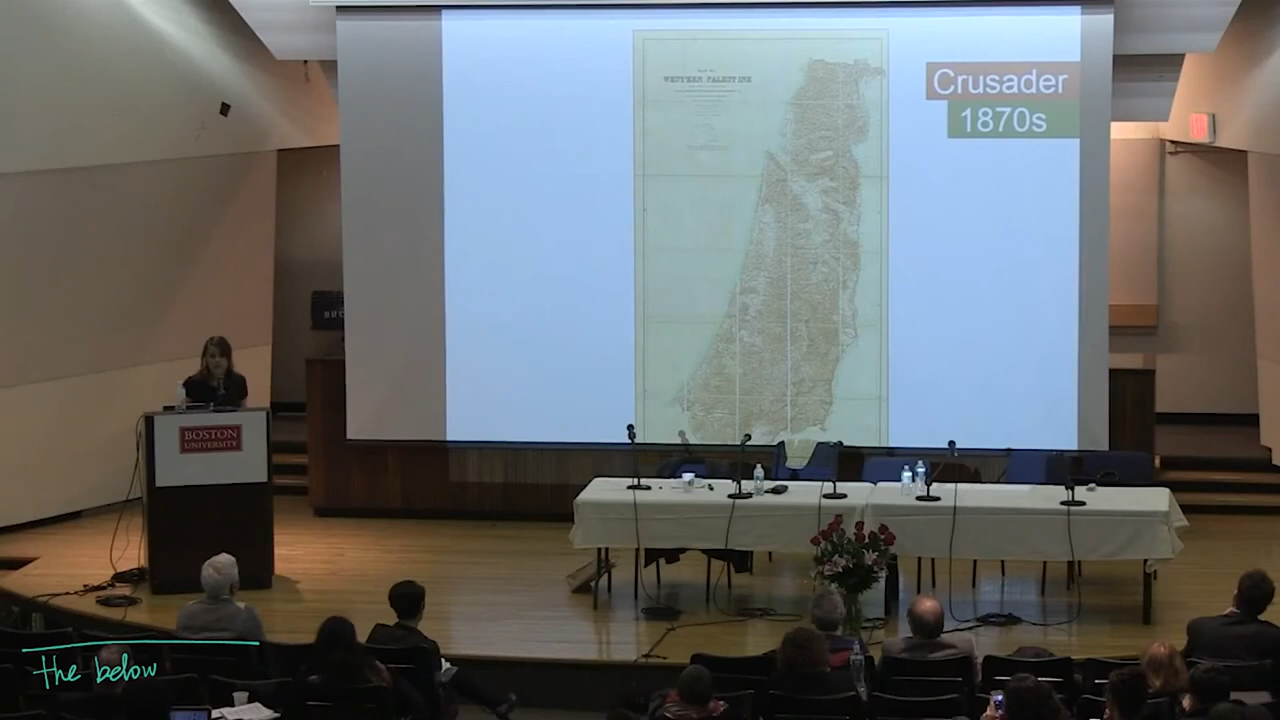 WESTERN PALESTINE
Crusader
1870s
BOSTON
UNIVERSITY
the below